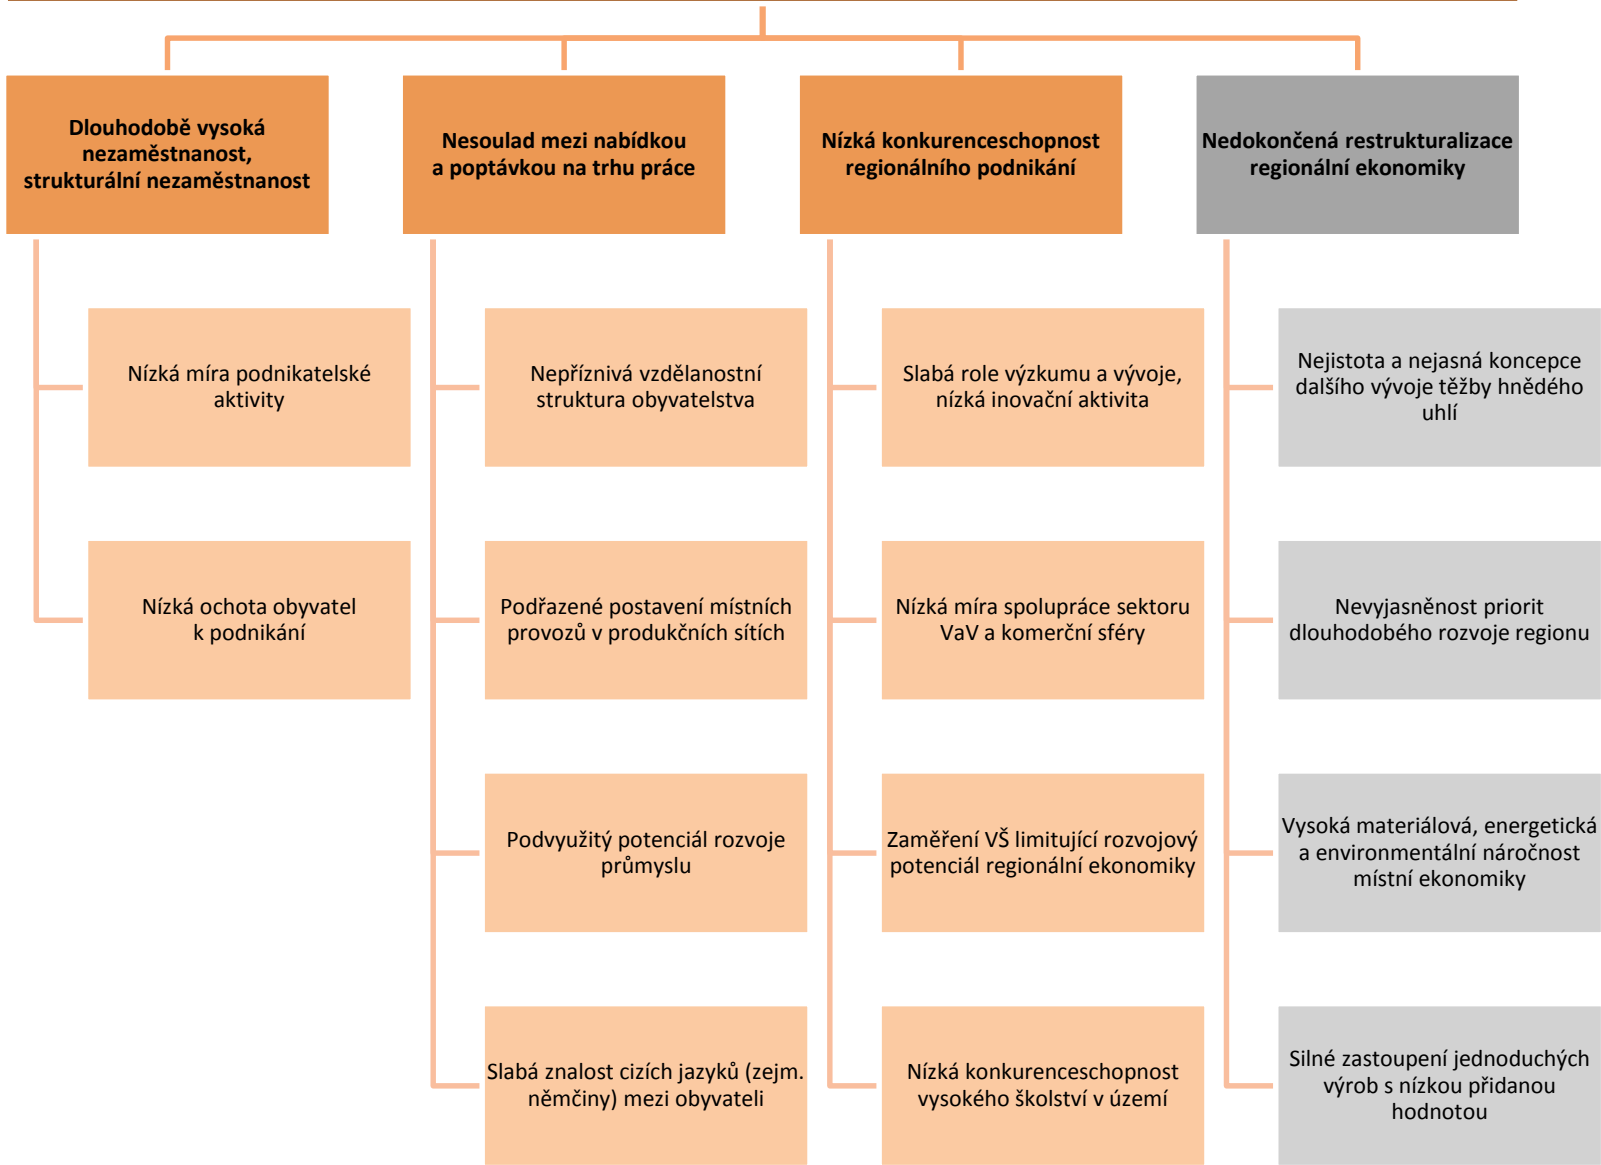 Dlouhodobě vysoká
nezaměstnanost,
strukturální nezaměstnanost
Nesoulad mezi nabídkou
a poptávkou na trhu práce
Nízká konkurenceschopnost
regionálního podnikání
Nedokončená restrukturalizace
regionální ekonomiky
Nízká míra podnikatelské
aktivity
Nepříznivá vzdělanostní
struktura obyvatelstva
Slabá role výzkumu a vývoje,
nízká inovační aktivita
Nejistota a nejasná koncepce
dalšího vývoje těžby hnědého
uhlí
Nízká ochota obyvatel
k podnikání
Podřazené postavení místních
provozů v produkčních sítích
Nízká míra spolupráce sektoru
VaV a komerční sféry
Nevyjasněnost priorit
dlouhodobého rozvoje regionu
Podvyužitý potenciál rozvoje
průmyslu
Zaměření VŠ limitující rozvojový
potenciál regionální ekonomiky
Vysoká materiálová, energetická
a environmentální náročnost
místní ekonomiky
Slabá znalost cizích jazyků (zejm.
němčiny) mezi obyvateli
Nízká konkurenceschopnost
vysokého školství v území
Silné zastoupení jednoduchých
výrob s nízkou přidanou
hodnotou